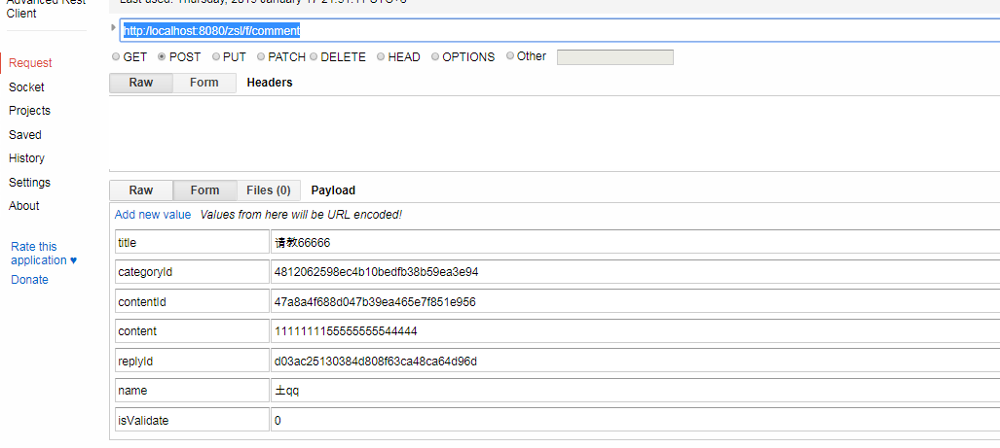 Advanced Rest
Client
http:/localhost:8080/zsl/f/comment
GET POST PUT PATCH DELETE HEAD OPTIONS Other
Raw Form Headers
Request
Socket
Projects
Saved
History
Settings
About
Rate this
application ♥
Donate
Raw Form Files (0) Payload
Add new value Values from here will be URL encoded!
title 请教66666
categoryId 4812062598ec4b10bedfb38b59ea3e94
contentId 47a8a4f688d047b39ea465e7f851e956
content 1111111155555555544444
replyId d03ac25130384d808f63ca48ca64d96d
name 土qq
isValidate 0